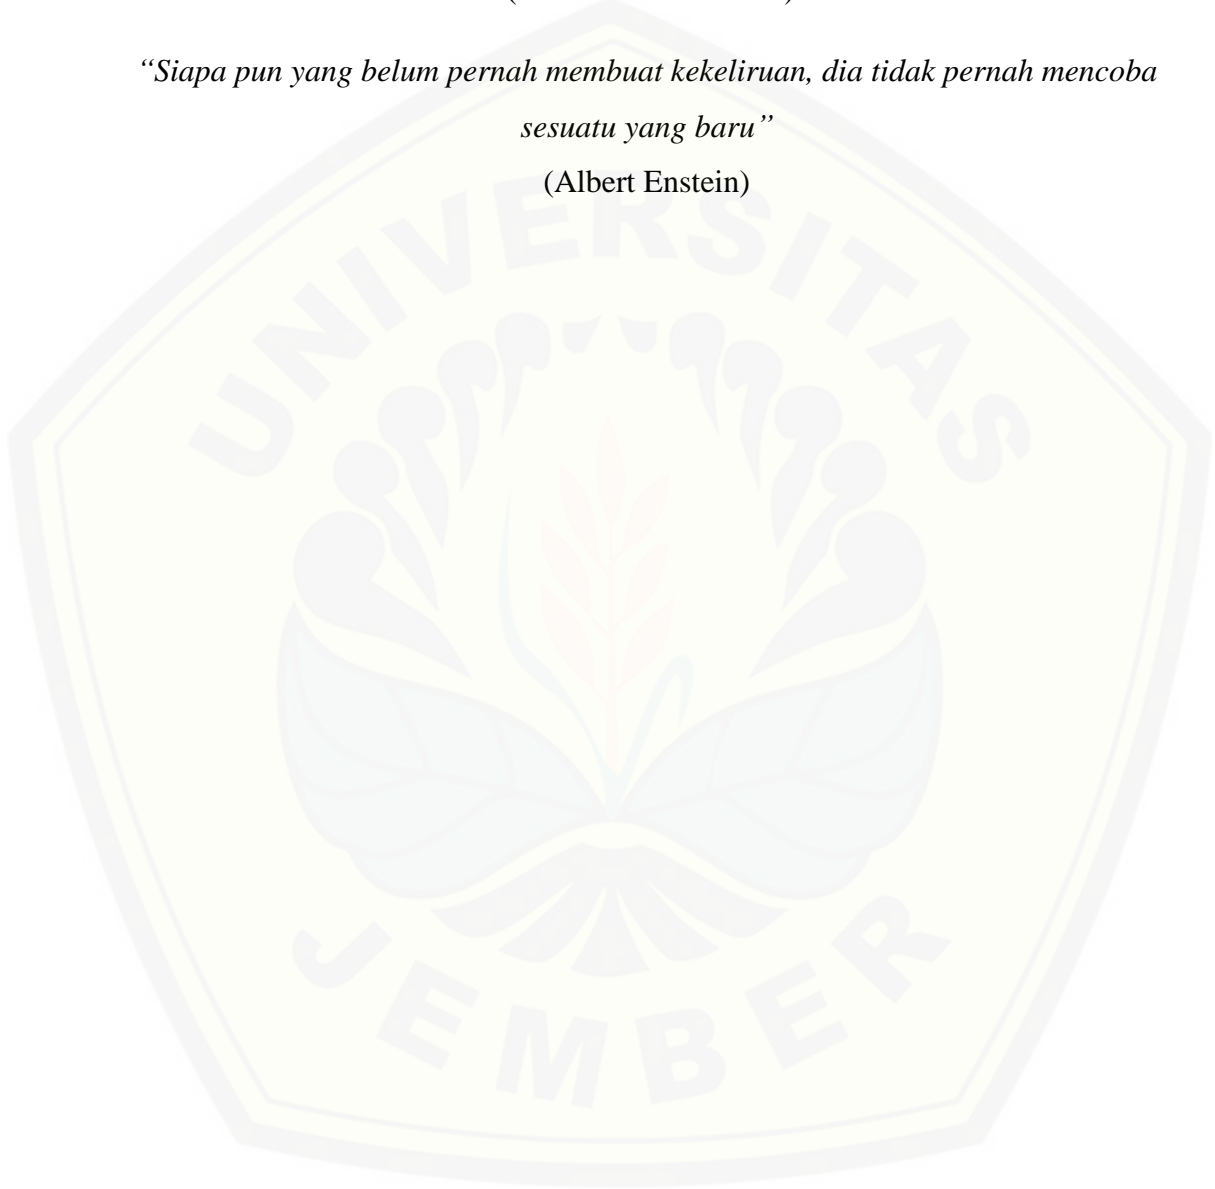 “Siapa pun yang belum pernah membuat kekeliruan, dia tidak pernah mencoba
sesuatu yang baru”
(Albert Enstein)
UNIVERSITAS
JEMBER